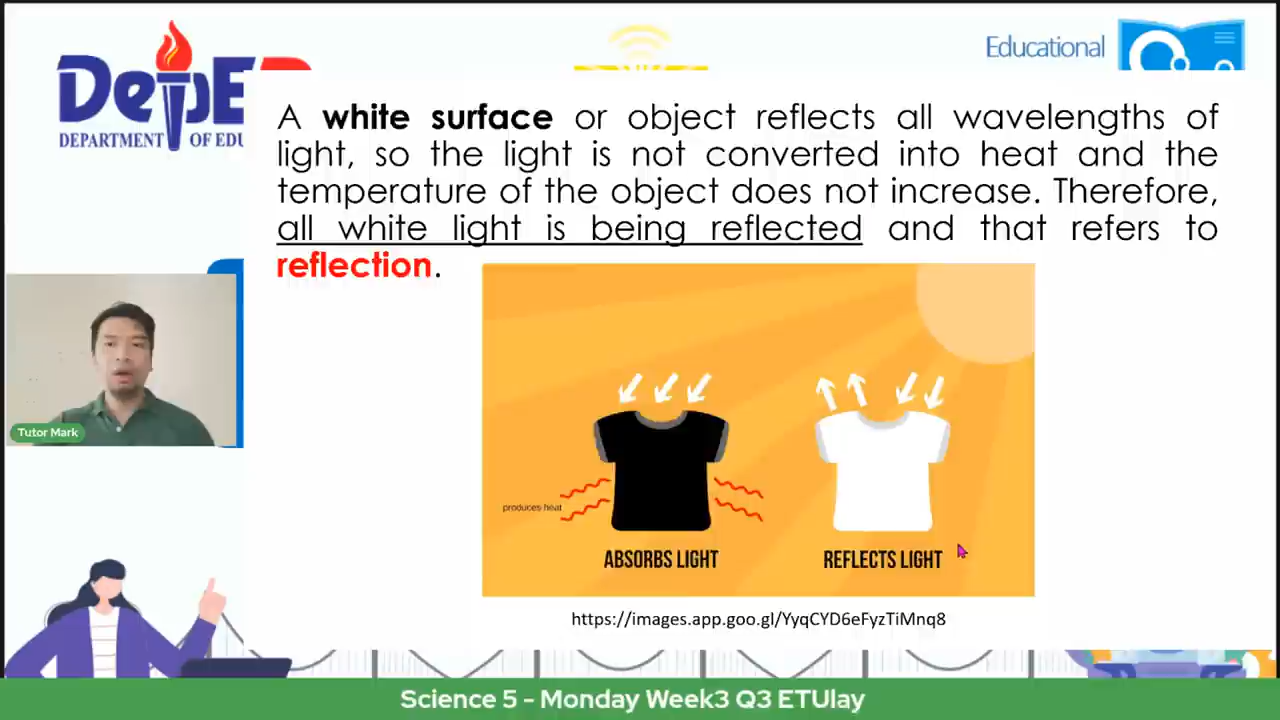 DepE
DEPARTMENT OF EDU
Educational
A white surface or object reflects all wavelengths of
light, so the light is not converted into heat and the
temperature of the object does not increase. Therefore,
all white light is being reflected and that refers to
reflection.
Tutor Mark
produces heat
ABSORBS LIGHT
REFLECTS LIGHT
https://images.app.goo.gl/YyqCYD6eFyzTiMnq8
Science 5 - Monday Week3 Q3 ETUlay